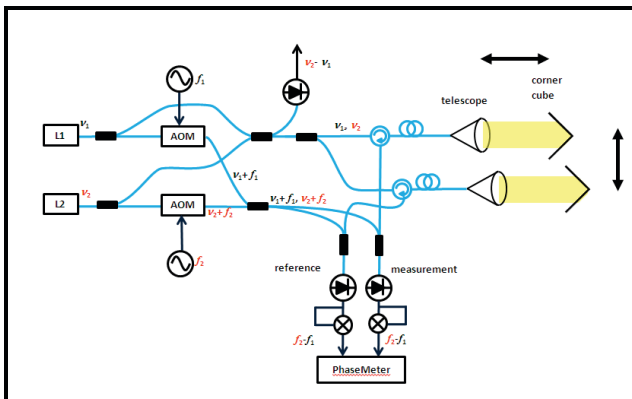 ν2- ν1
f1
corner
cube
telescope
ν1
L1
AOM
ν1, ν2
ν1+f1
ν2
L2
AOM
ν2+f2
ν1+f1, ν2+f2
f2
reference
measurement
f2-f1
f2-f1
PhaseMeter